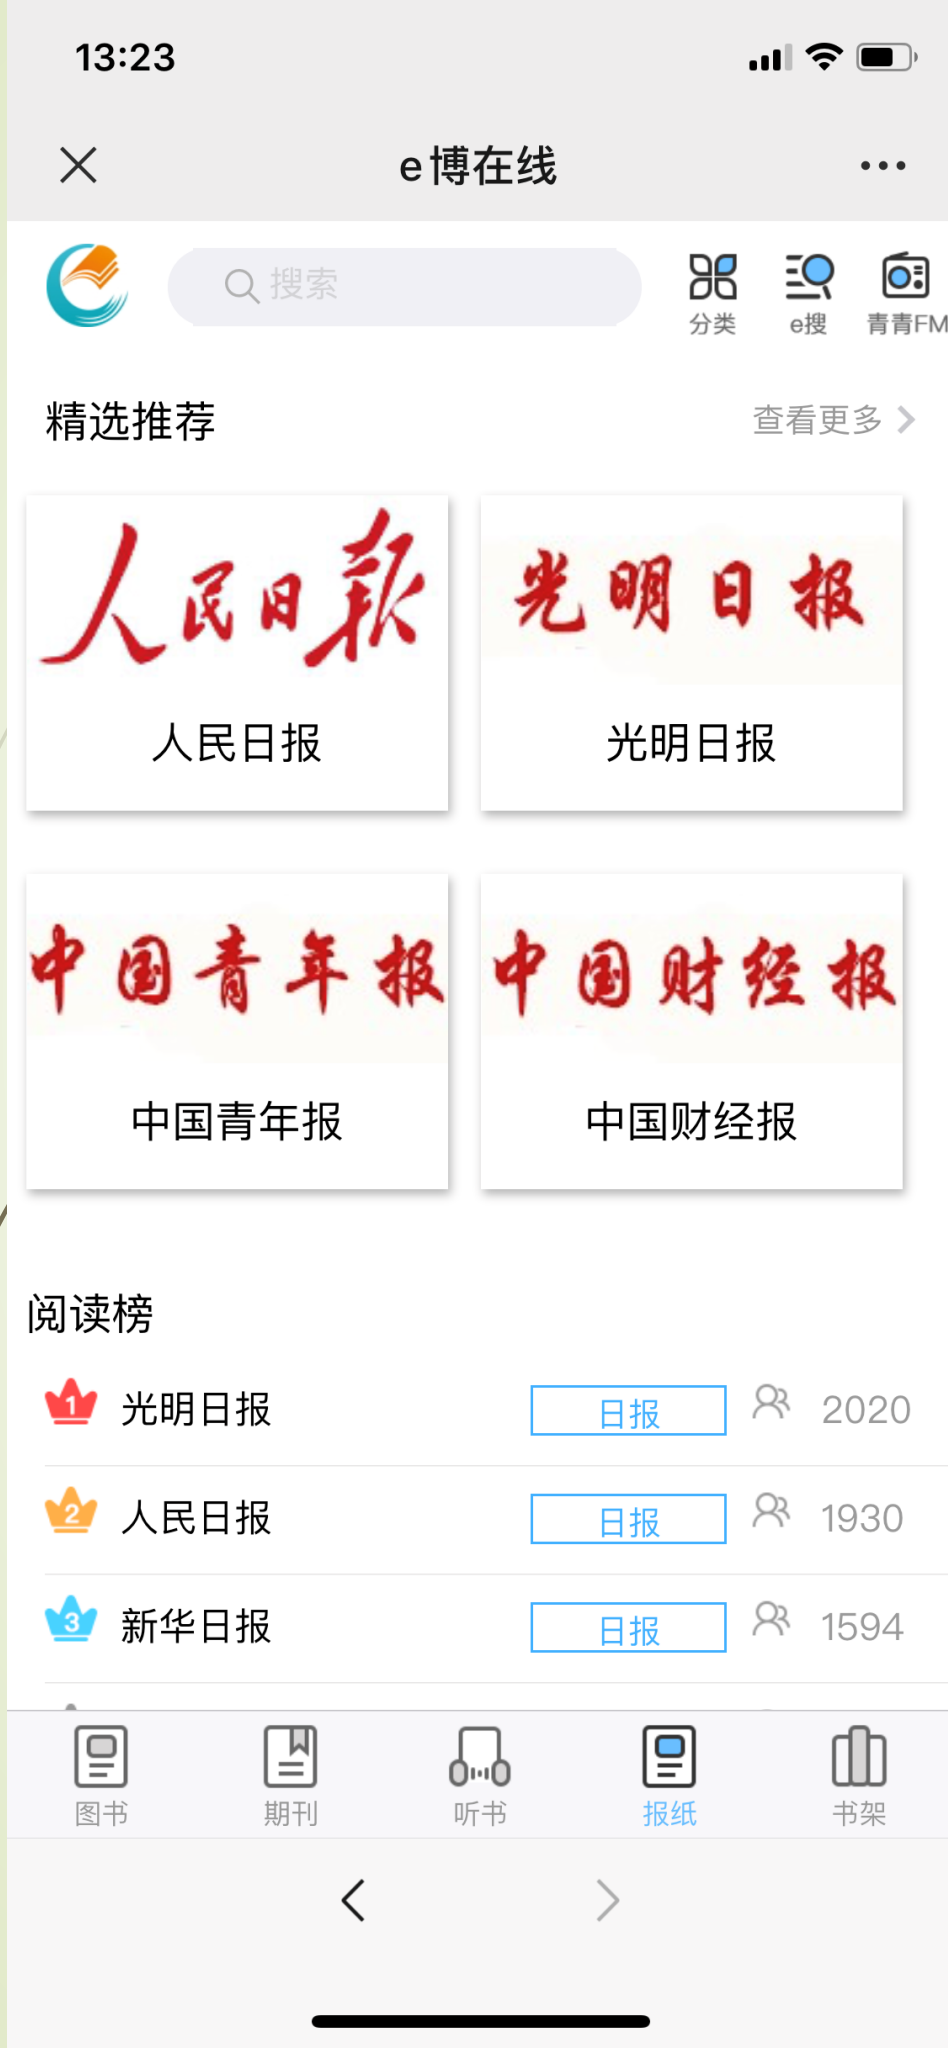 13:23
e博在线
搜索
分类
e搜
青青FM
精选推荐
查看更多
人民日报
光明日报
人民日报
光明日报
中国青年报
中国财经报
中国青年报
中国财经报
阅读榜
1 光明日报 日报 2020
2 人民日报 日报 1930
3 新华日报 日报 1594
图书
期刊
听书
报纸
书架